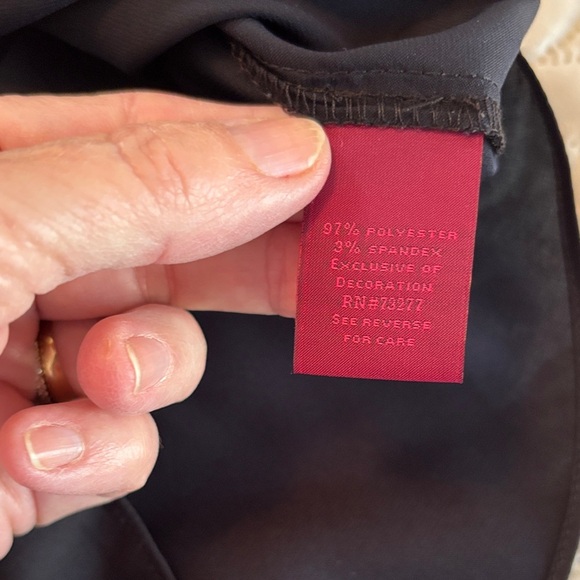 97% POLYESTER
3% SPANDEX
EXCLUSIVE OF
DECORATION
RN#73277
SEE REVERSE
FOR CARE